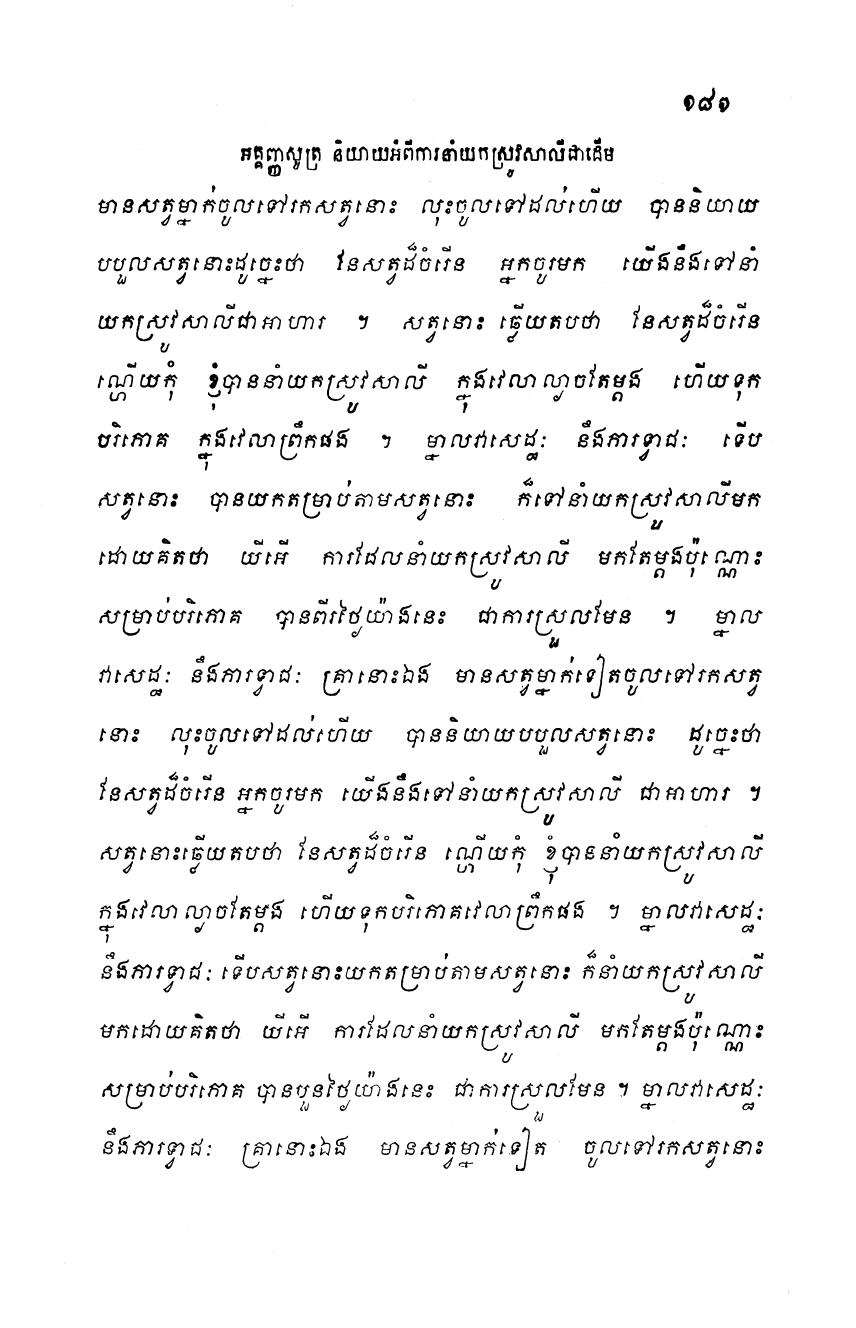 ១៨១
អគ្គញ្ញសូត្រ និយាយអំពីការនាំយកស្រូវសាលីជាដើម
មានសត្វម្នាក់ចូលទៅរកសត្វនោះ លុះចូលទៅដល់ហើយ បាននិយាយ
បបួលសត្វនោះដូច្នេះថា នែសត្វដ៏ចំរើន អ្នកចូរមក យើងនឹងទៅនាំ
យកស្រូវសាលីជាអាហារ ។ សត្វនោះ ឆ្លើយតបថា នែសត្វដ៏ចំរើន
ណ្ហើយកុំ ខ្ញុំបាននាំយកស្រូវសាលី ក្នុងវេលាល្ងាចតែម្តង ហើយទុក
បរិភោគ ក្នុងវេលាព្រឹកផង ។ ម្នាលវាសេដ្ឋៈ នឹងភារទ្វាជៈ ទើប
សត្វនោះ បានយកតម្រាប់តាមសត្វនោះ ក៏ទៅនាំយកស្រូវសាលីមក
ដោយគិតថា យីអើ ការដែលនាំយកស្រូវសាលី មកតែម្តងប៉ុណ្ណោះ
សម្រាប់បរិភោគ បានពីរថ្ងៃយ៉ាងនេះ ជាការស្រួលមែន ។ ម្នាល
វាសេដ្ឋៈ នឹងភារទ្វាជៈ គ្រានោះឯង មានសត្វម្នាក់ទៀតចូលទៅរកសត្វ
នោះ លុះចូលទៅដល់ហើយ បាននិយាយបបួលសត្វនោះ ដូច្នេះថា
នែសត្វដ៏ចំរើន អ្នកចូរមក យើងនឹងទៅនាំយកស្រូវសាលី ជាអាហារ ។
សត្វនោះឆ្លើយតបថា នែសត្វដ៏ចំរើន ណ្ហើយកុំ ខ្ញុំបាននាំយកស្រូវសាលី
ក្នុងវេលាល្ងាចតែម្តង ហើយទុកបរិភោគវេលាព្រឹកផង ។ ម្នាលវាសេដ្ឋៈ
នឹងភារទ្វាជៈ ទើបសត្វនោះយកតម្រាប់តាមសត្វនោះ ក៏នាំយកស្រូវសាលី
មកដោយគិតថា យីអើ ការដែលនាំយកស្រូវសាលី មកតែម្តងប៉ុណ្ណោះ
សម្រាប់បរិភោគ បានបួនថ្ងៃយ៉ាងនេះ ជាការស្រួលមែន ។ ម្នាលវាសេដ្ឋៈ
នឹងភារទ្វាជៈ គ្រានោះឯង មានសត្វម្នាក់ទៀត ចូលទៅរកសត្វនោះ